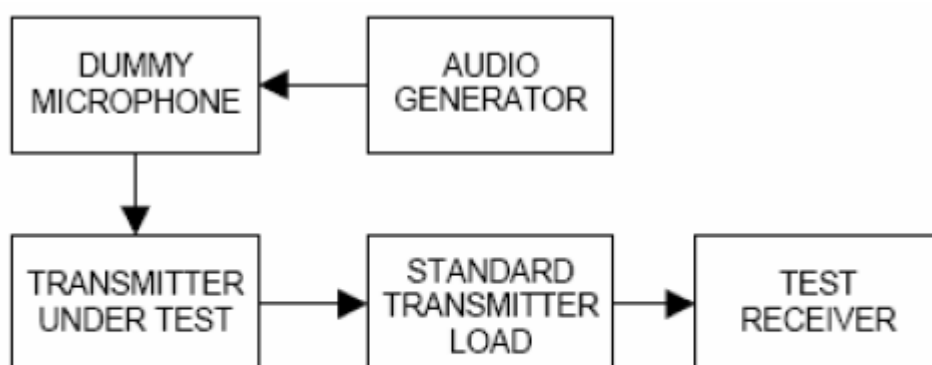 DUMMY
MICROPHONE
AUDIO
GENERATOR
TRANSMITTER
UNDER TEST
STANDARD
TRANSMITTER
LOAD
TEST
RECEIVER